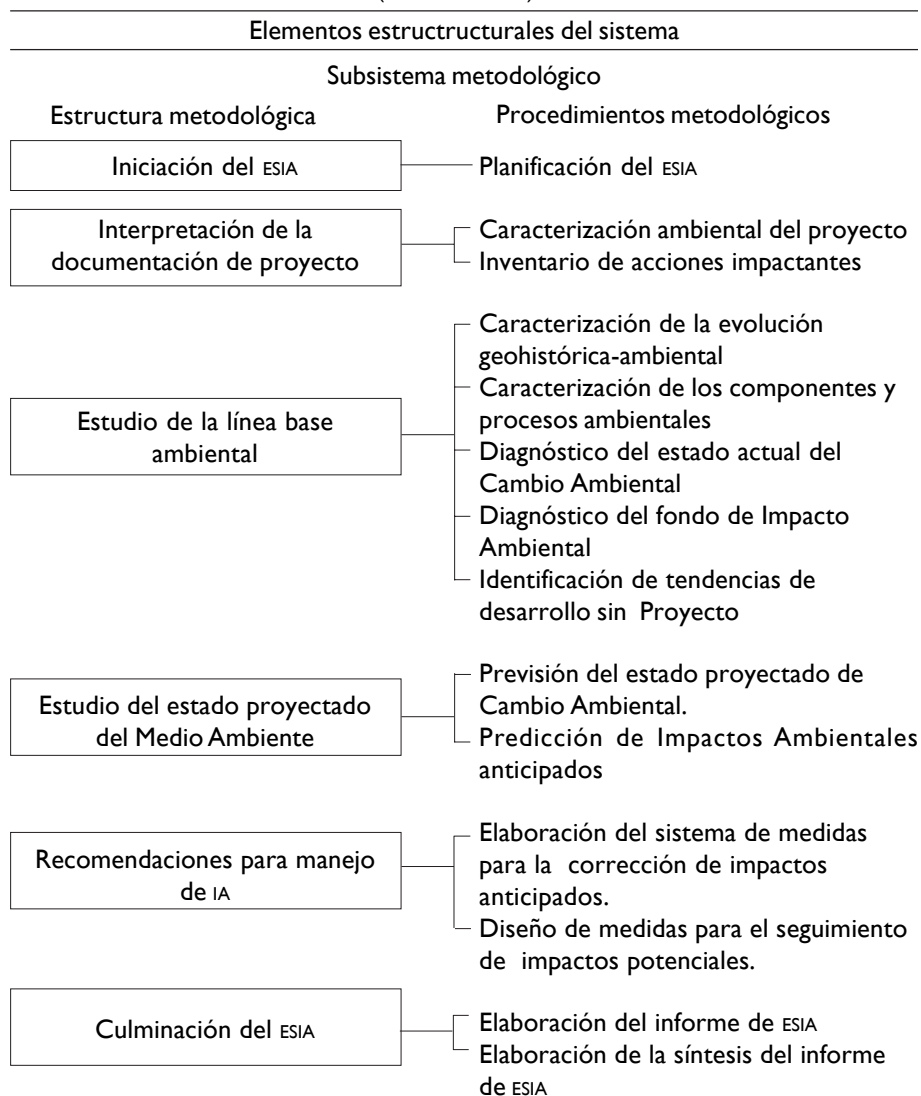 Elementos estructructurales del sistema
Subsistema metodológico
Estructura metodológica
Procedimientos metodológicos
Iniciación del ESIA
Planificación del ESIA
Interpretación de la
documentación de proyecto
Caracterización ambiental del proyecto
Inventario de acciones impactantes
Estudio de la línea base
ambiental
Caracterización de la evolución
geohistórica-ambiental
Caracterización de los componentes y
procesos ambientales
Diagnóstico del estado actual del
Cambio Ambiental
Diagnóstico del fondo de Impacto
Ambiental
Identificación de tendencias de
desarrollo sin Proyecto
Estudio del estado proyectado
del Medio Ambiente
Previsión del estado proyectado de
Cambio Ambiental.
Predicción de Impactos Ambientales
anticipados
Recomendaciones para manejo
de IA
Elaboración del sistema de medidas
para la corrección de impactos
anticipados.
Diseño de medidas para el seguimiento
de impactos potenciales.
Culminación del ESIA
Elaboración del informe de ESIA
Elaboración de la síntesis del informe
de ESIA